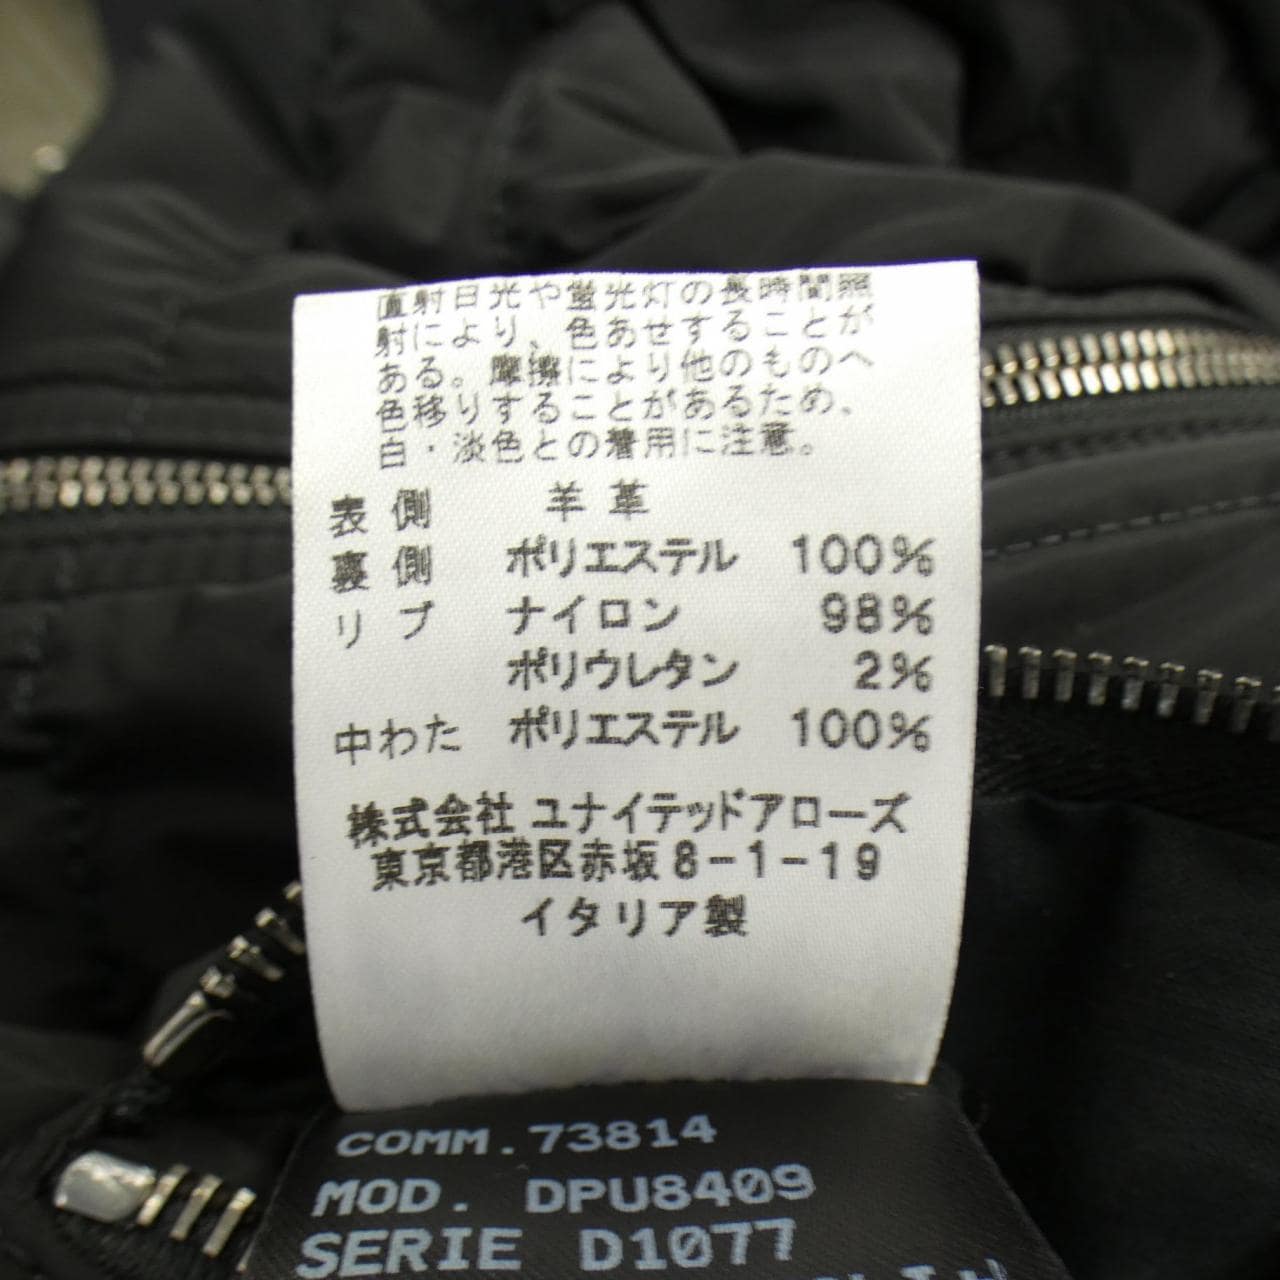 直射日光や蛍光灯の長時間照
射により、色あせすることが
ある。摩擦により他のものへ
色移りすることがあるため、
白・淡色との着用に注意。
表側 羊革
裏側 ポリエステル 100%
リブ ナイロン 98%
ポリウレタン 2%
中わた ポリエステル 100%
株式会社 ユナイテッドアローズ
東京都港区赤坂8-1-19
イタリア製
COMM.73814
MOD. DPU8409
SERIE D1077